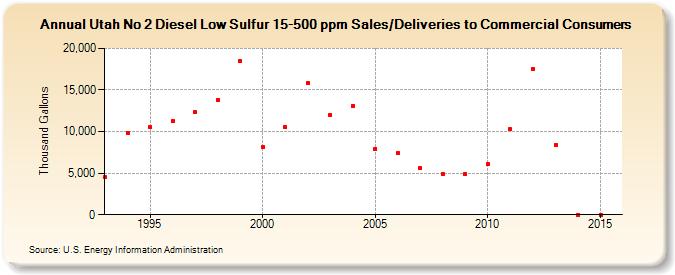 Annual Utah No 2 Diesel Low Sulfur 15-500 ppm Sales/Deliveries to Commercial Consumers
Thousand Gallons
20,000
15,000
10,000
5,000
0
1995 2000 2005 2010 2015
Source: U.S. Energy Information Administration